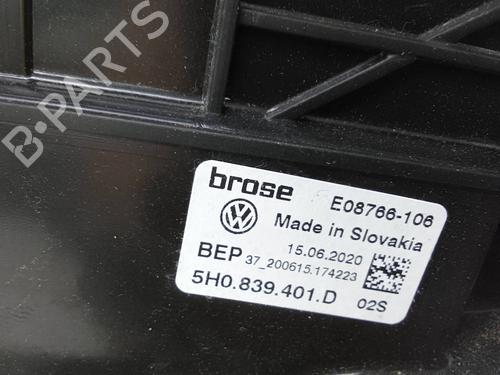 B-PARTS
brose E08766-106
Made in Slovakia
BEP 15.06.2020
37_200615.174223
5H0.839.401.D 02S